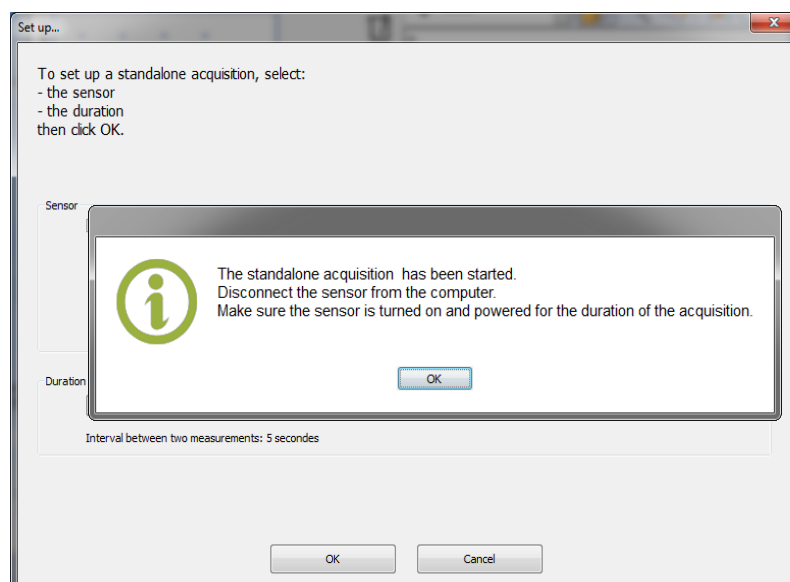 Set up...
To set up a standalone acquisition, select:
- the sensor
- the duration
then click OK.
Sensor
The standalone acquisition has been started.
Disconnect the sensor from the computer.
Make sure the sensor is turned on and powered for the duration of the acquisition.
OK
Duration
Interval between two measurements: 5 secondes
OK
Cancel